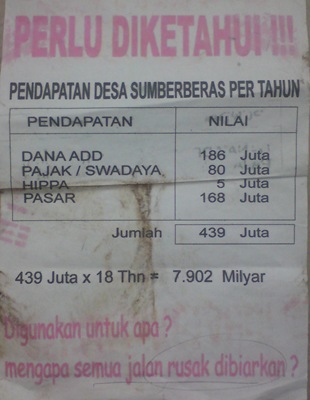 PERLU DIKETAHUI !!!
PENDAPATAN DESA SUMBERBERAS PER TAHUN
PENDAPATAN NILAI
DANA ADD 186 Juta
PAJAK / SWADAYA 80 Juta
HIPPA 5 Juta
PASAR 168 Juta
Jumlah 439 Juta
439 Juta x 18 Thn = 7.902 Milyar
Digunakan untuk apa ?
mengapa semua jalan rusak dibiarkan ?